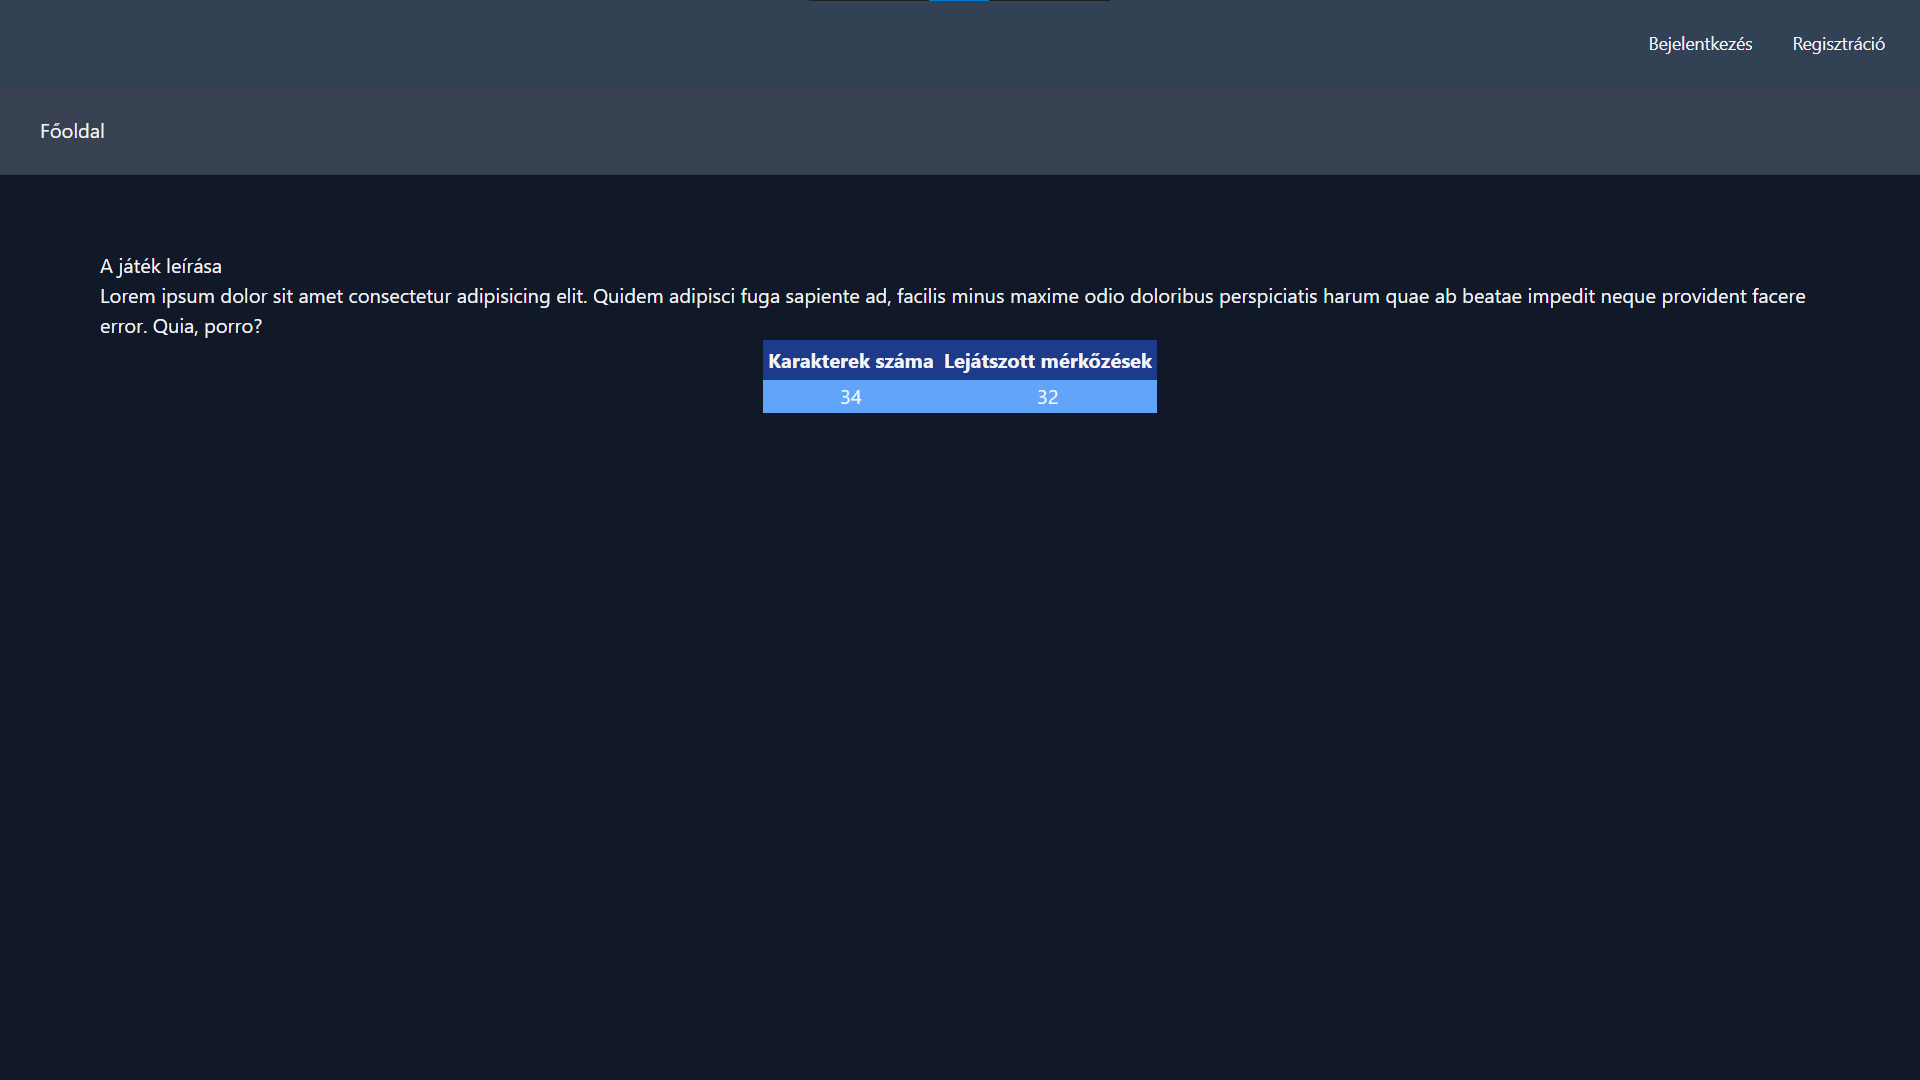 Bejelentkezés Regisztráció
Főoldal
A játék leírása
Lorem ipsum dolor sit amet consectetur adipisicing elit. Quidem adipisci fuga sapiente ad, facilis minus maxime odio doloribus perspiciatis harum quae ab beatae impedit neque provident facere
error. Quia, porro?
Karakterek száma Lejátszott mérkőzések
34 32